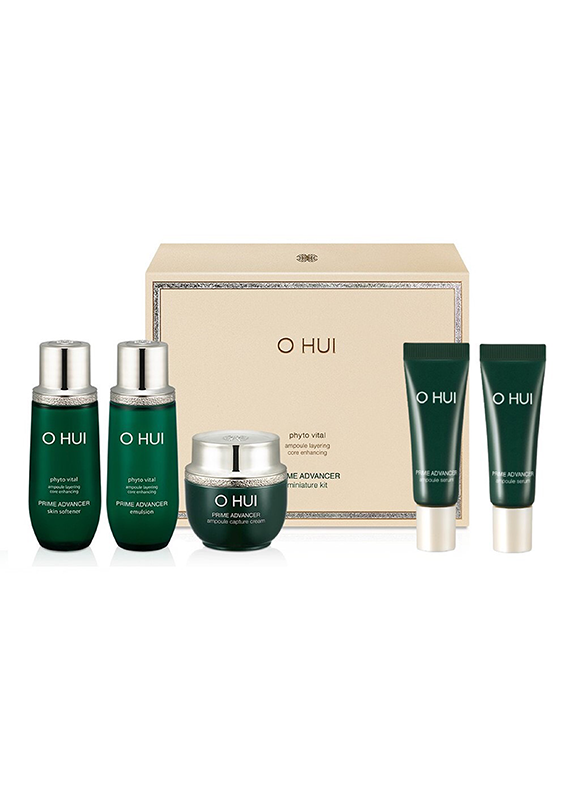 O HUI
phyto vital
ampoule layering
core enhancing
PRIME ADVANCER
miniature kit
O HUI
phyto vital
ampoule layering
core enhancing
PRIME ADVANCER
skin softener
O HUI
phyto vital
ampoule layering
core enhancing
PRIME ADVANCER
emulsion
O HUI
PRIME ADVANCER
ampoule capture cream
O HUI
PRIME ADVANCER
ampoule serum
O HUI
PRIME ADVANCER
ampoule serum